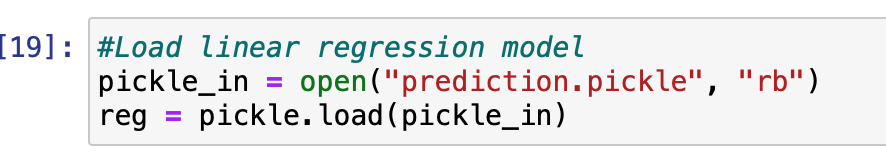 [19]: #Load linear regression model
pickle_in = open("prediction.pickle", "rb")
reg = pickle.load(pickle_in)